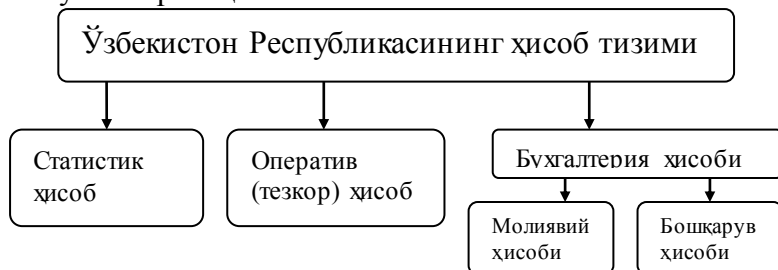 Ўзбекистон Республикасининг ҳисоб тизими
Статистик
ҳисоб
Оператив
(тезкор) ҳисоб
Бухгалтерия ҳисоби
Молиявий
ҳисоби
Бошқарув
ҳисоби